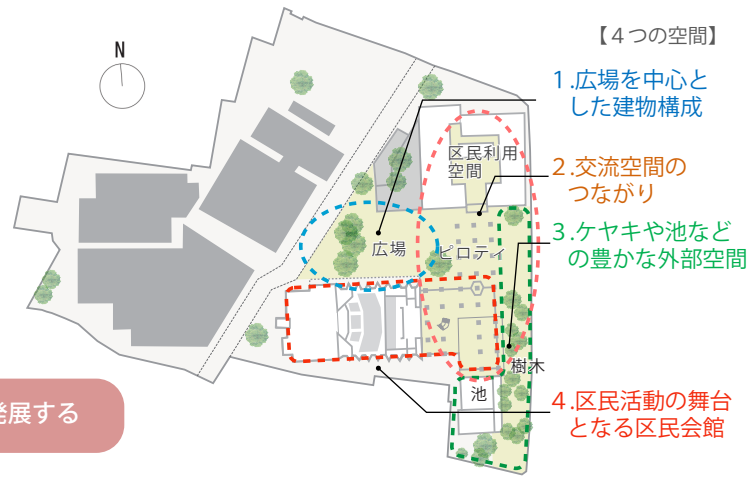 N
【４つの空間】
1.広場を中心と
した建物構成
区民利用
空間
2.交流空間の
つながり
広場
ピロティ
3.ケヤキや池など
の豊かな外部空間
樹木
池
4.区民活動の舞台
となる区民会館
発展する